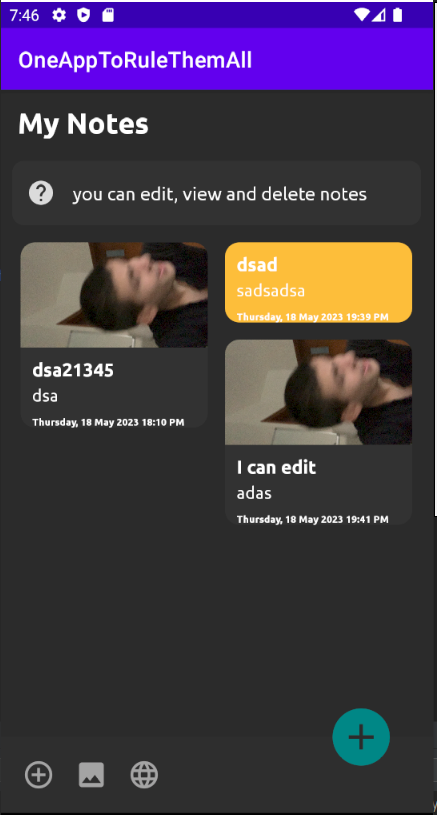 7:46
OneAppToRuleThemAll
My Notes
you can edit, view and delete notes
dsa21345
dsa
Thursday, 18 May 2023 18:10 PM
dsad
sadsadsa
Thursday, 18 May 2023 19:39 PM
I can edit
adas
Thursday, 18 May 2023 19:41 PM